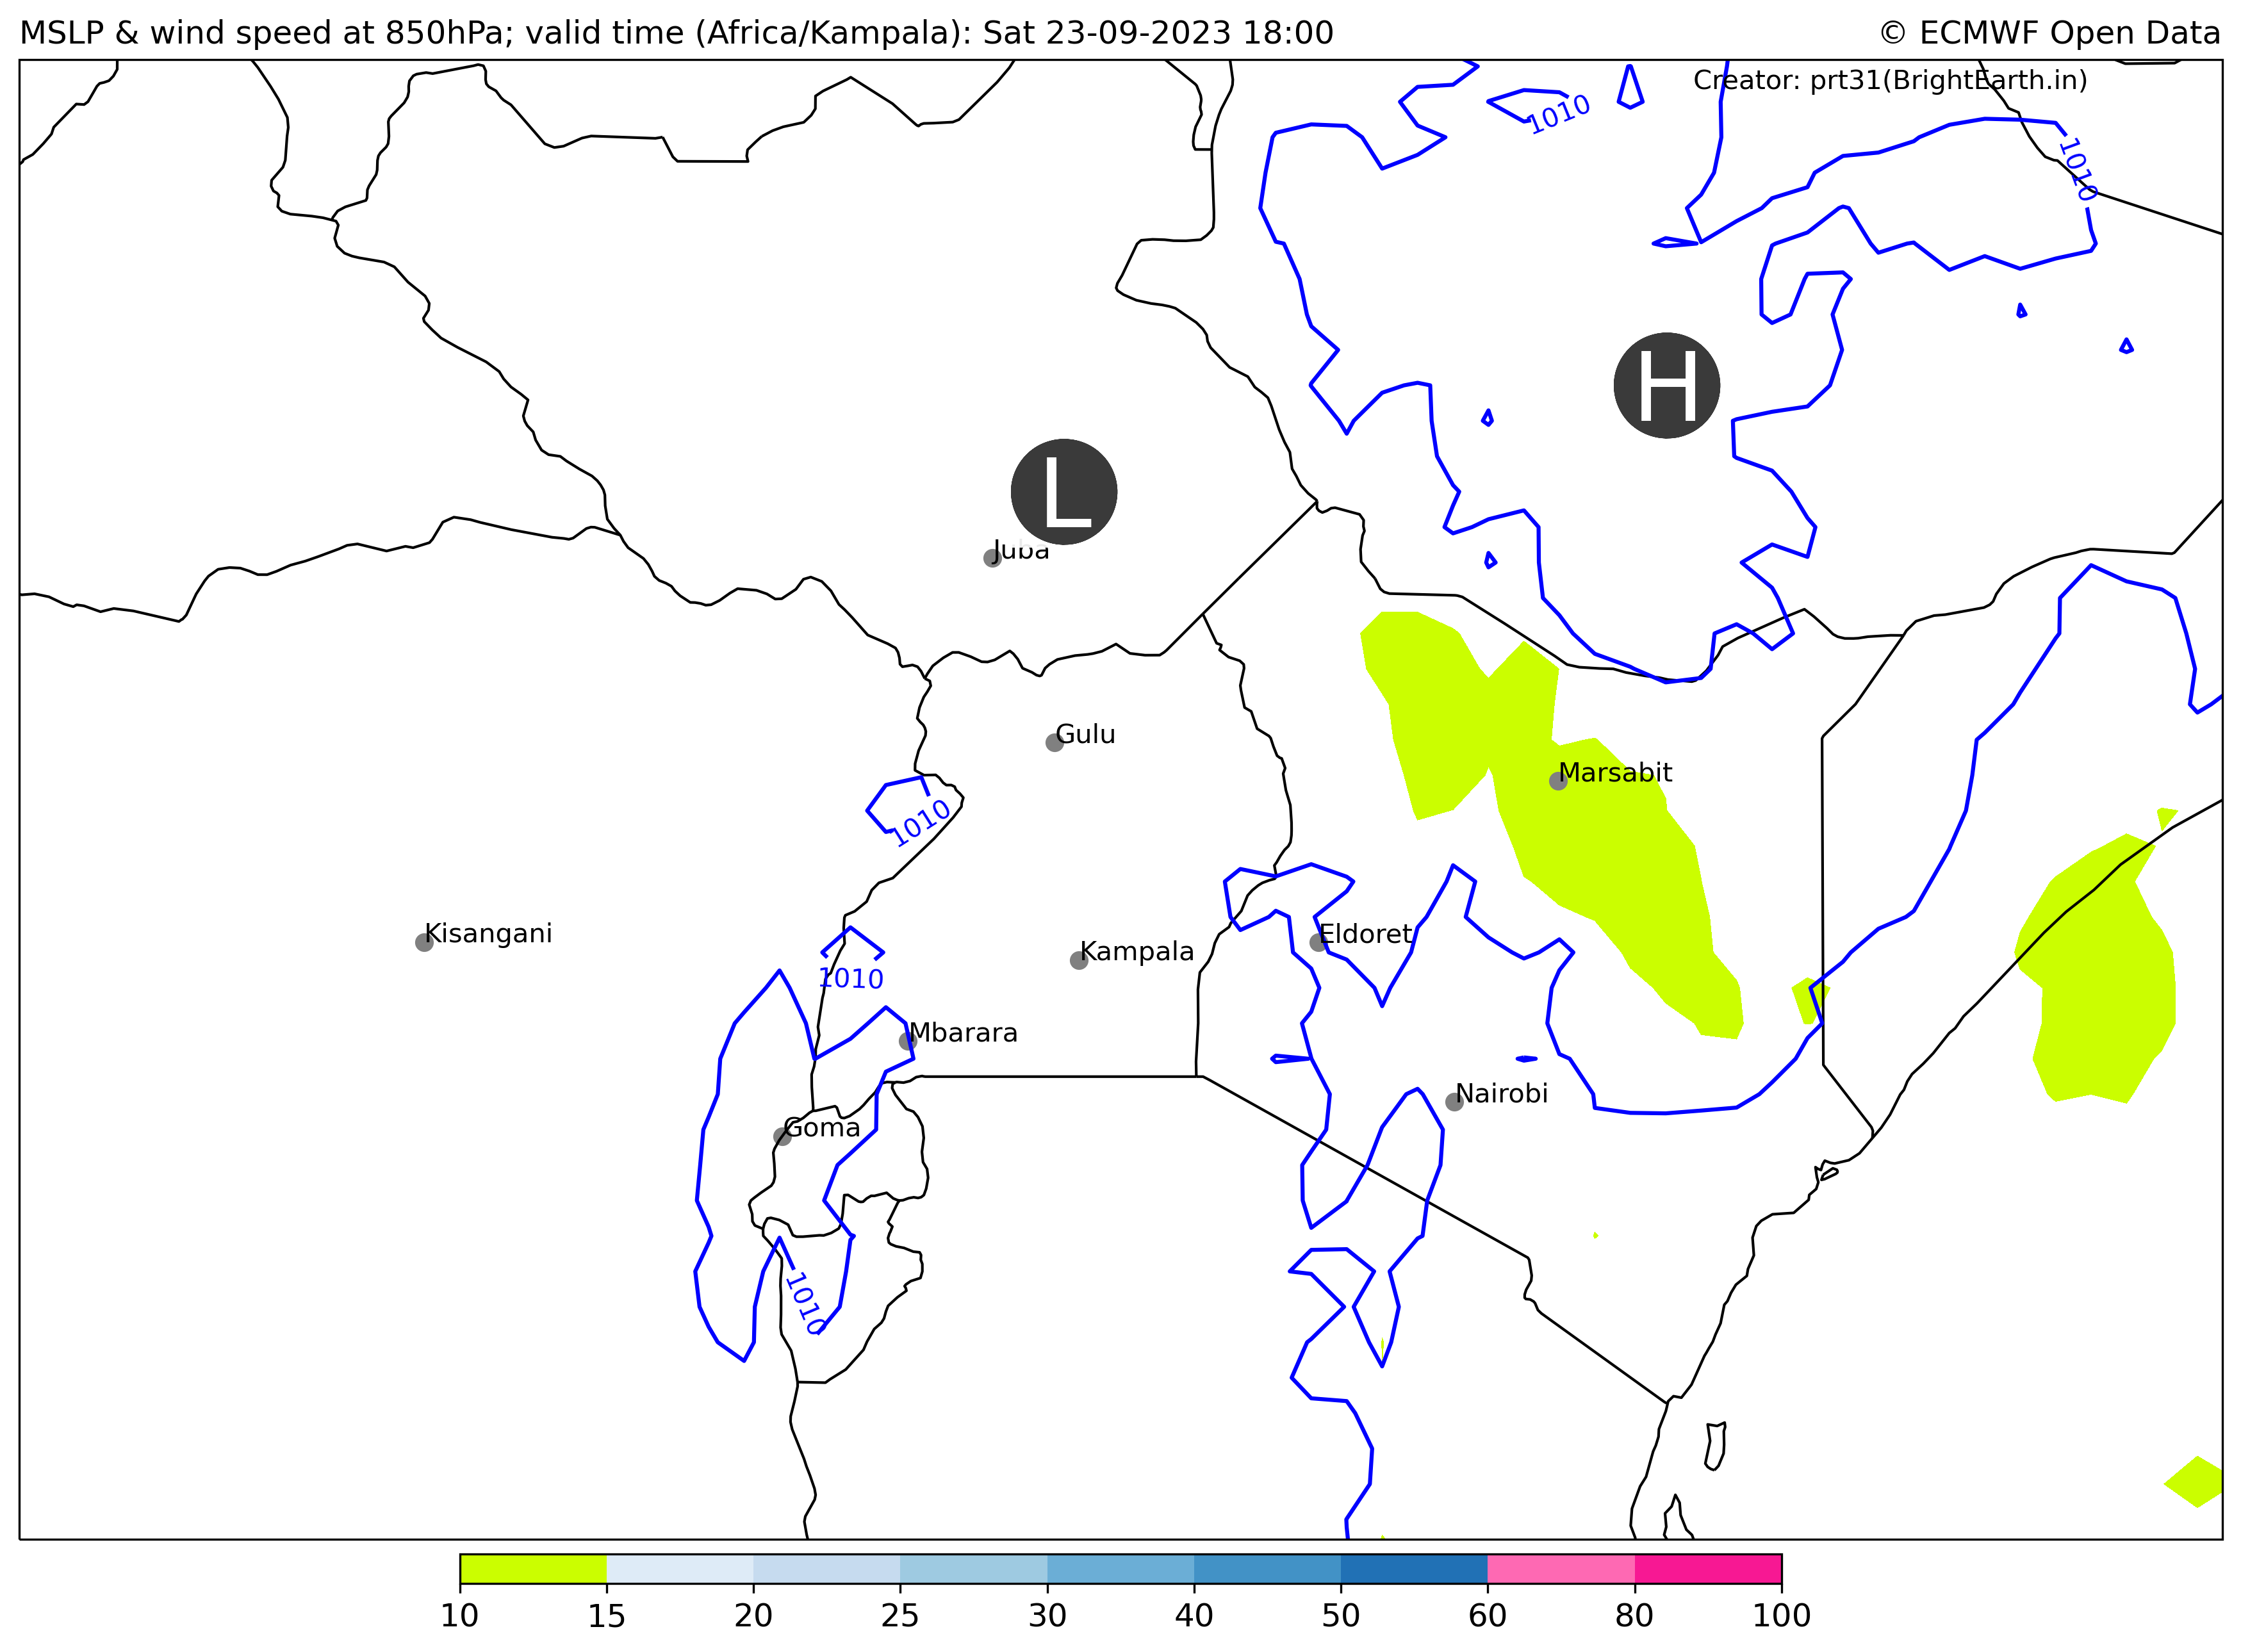 MSLP & wind speed at 850hPa; valid time (Africa/Kampala): Sat 23-09-2023 18:00
© ECMWF Open Data
Creator: prt31(BrightEarth.in)
1010
1010
H
L
Juba
Gulu
Marsabit
1010
Kisangani
Eldoret
Kampala
1010
Mbarara
Nairobi
Goma
1010
10 15 20 25 30 40 50 60 80 100